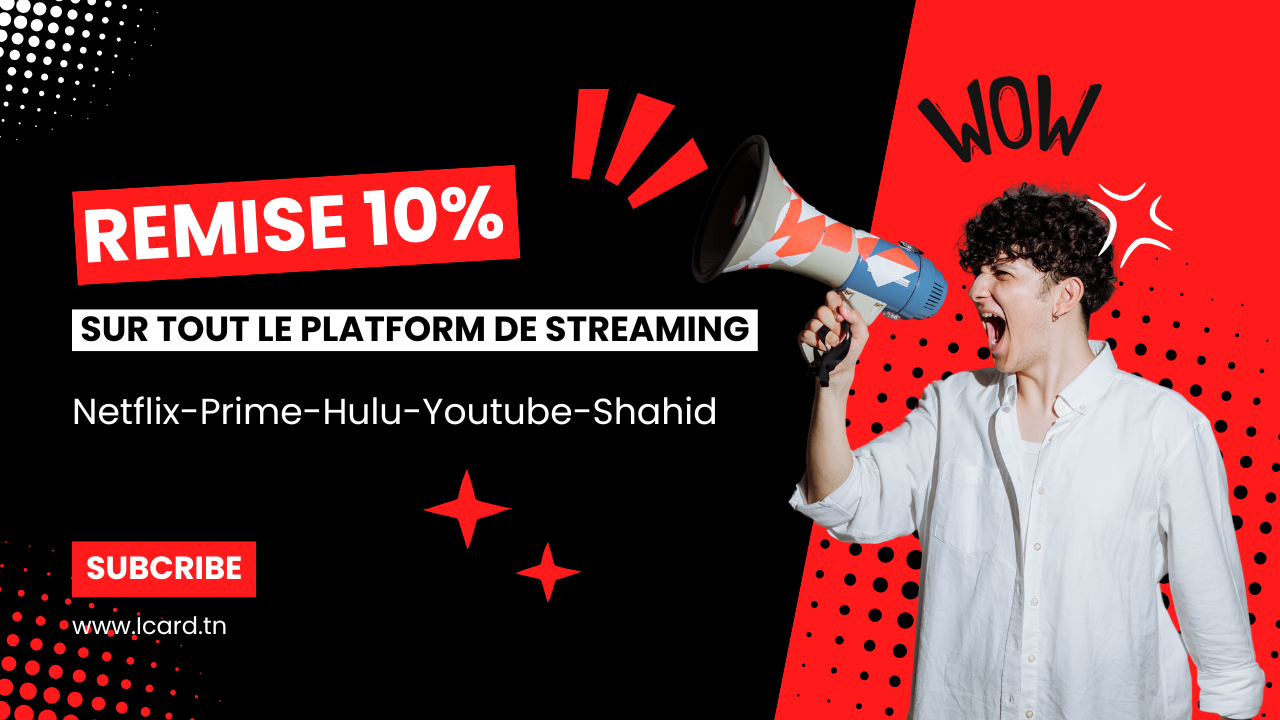 WOW
REMISE 10%
SUR TOUT LE PLATFORM DE STREAMING
Netflix-Prime-Hulu-Youtube-Shahid
SUBCRIBE
www.lcard.tn